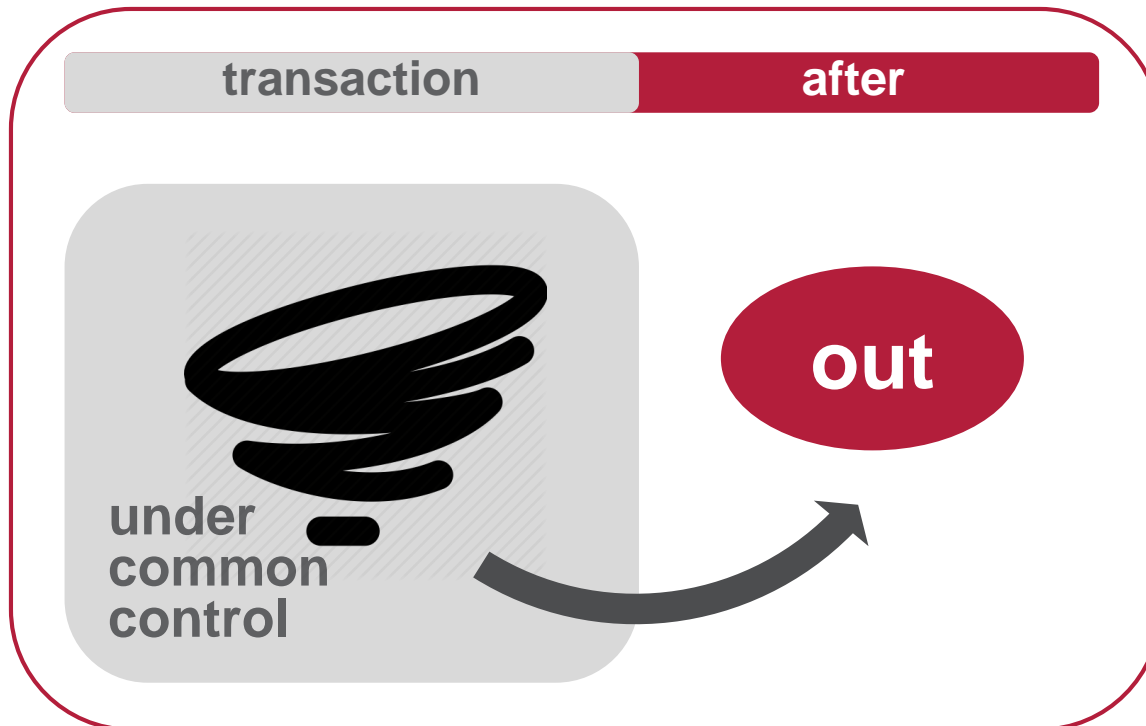 transaction
after
out
under
common
control